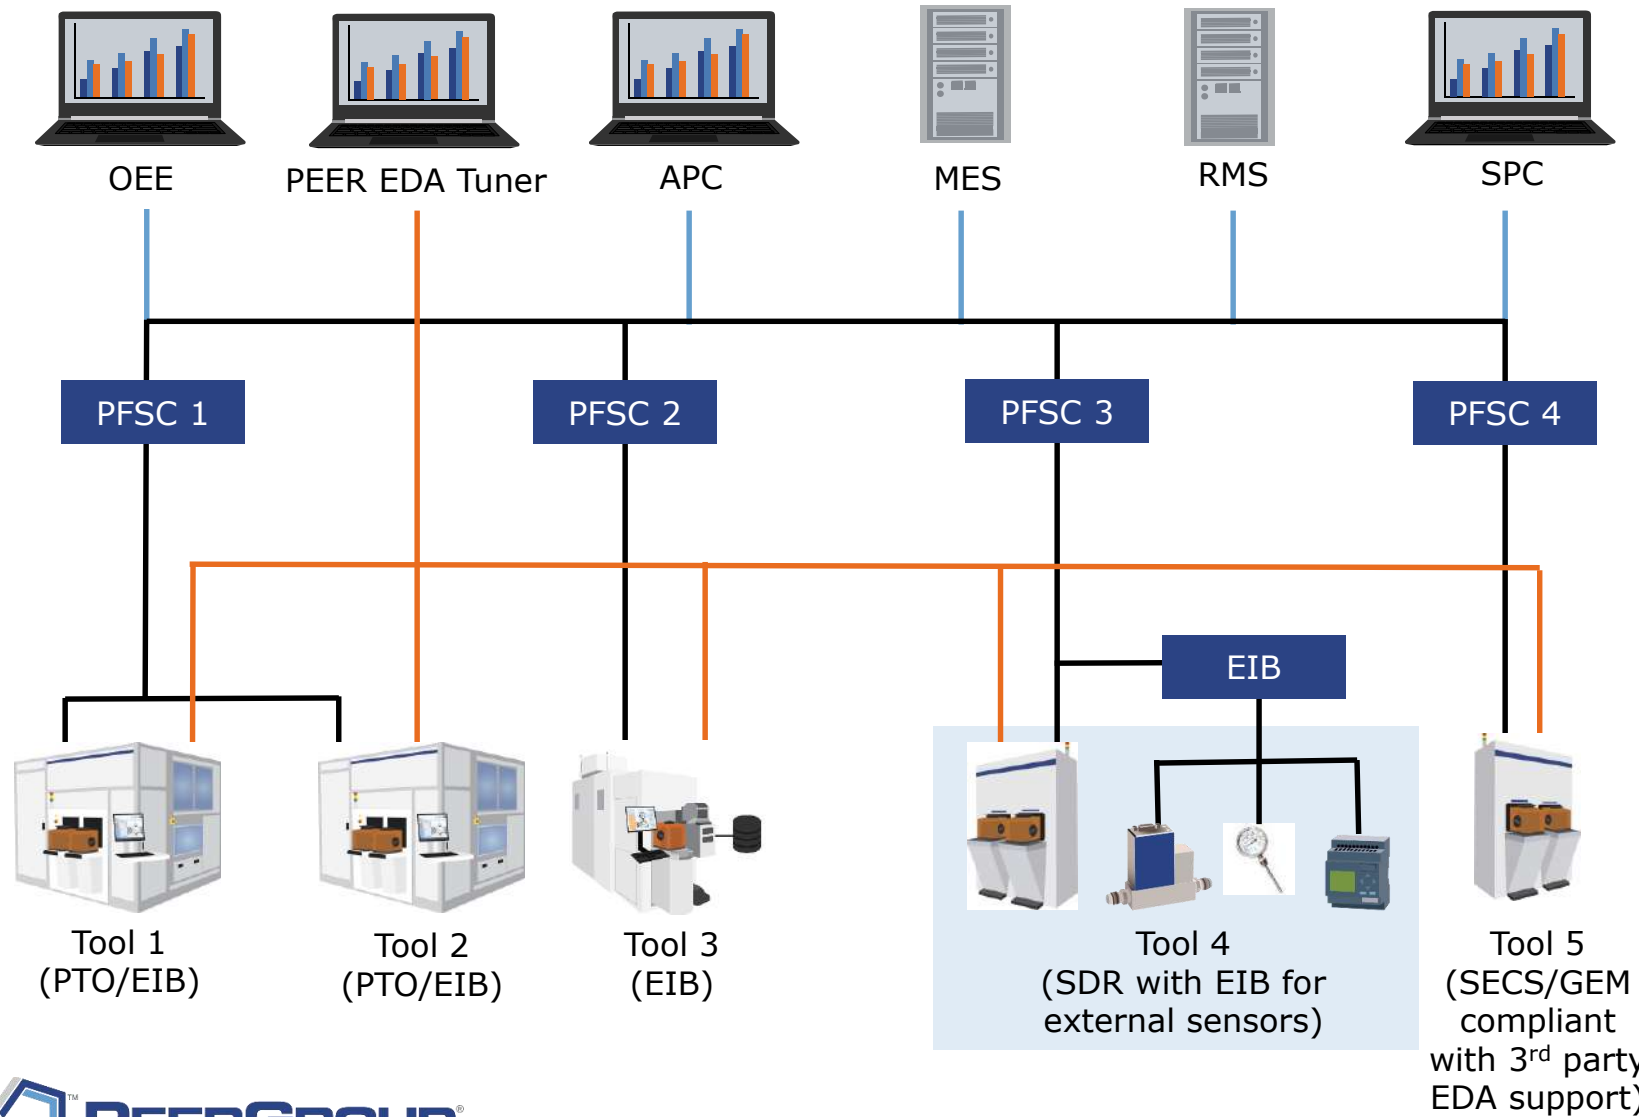 OEE
PEER EDA Tuner
APC
MES
RMS
SPC
PFSC 1
PFSC 2
PFSC 3
PFSC 4
EIB
Tool 1
(PTO/EIB)
Tool 2
(PTO/EIB)
Tool 3
(EIB)
Tool 4
(SDR with EIB for
external sensors)
Tool 5
(SECS/GEM
compliant
with 3rd party
EDA support)
PEERGROUP®
™